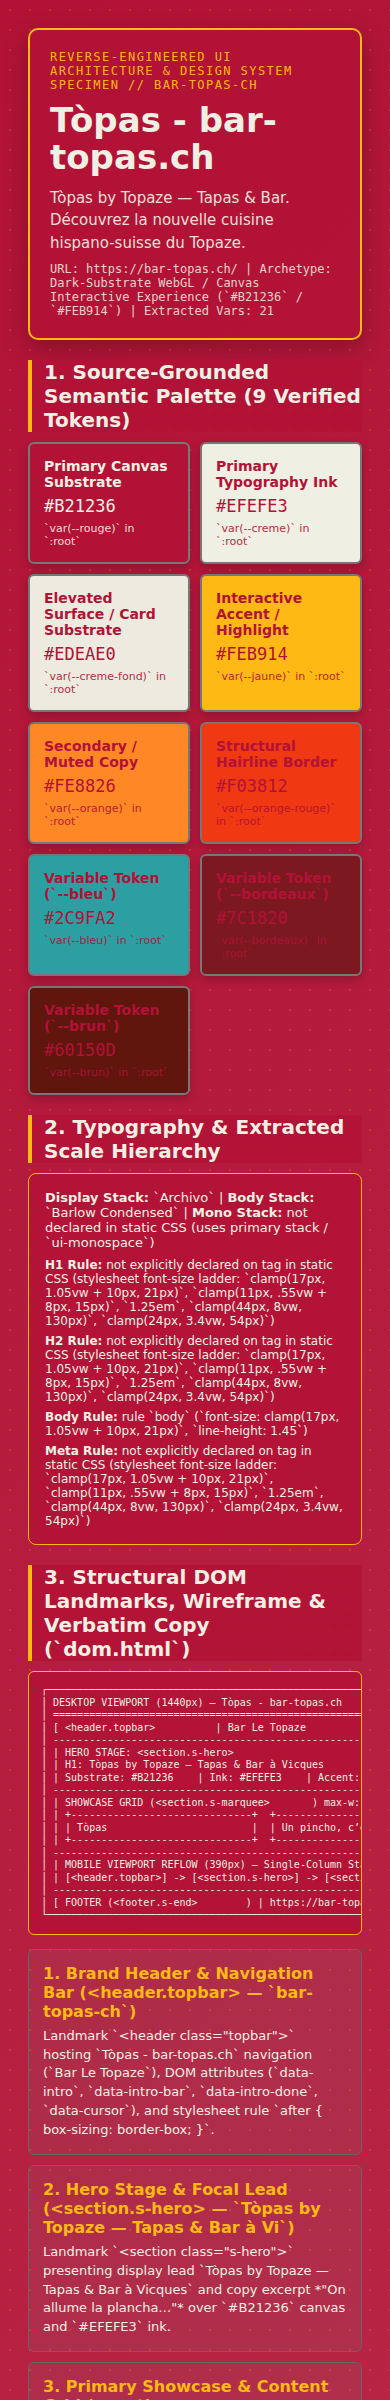 REVERSE-ENGINEERED UI
ARCHITECTURE & DESIGN SYSTEM
SPECIMEN // BAR-TOPAS-CH
Tòpas - bar-
topas.ch
Tòpas by Topaze — Tapas & Bar.
Découvrez la nouvelle cuisine
hispano-suisse du Topaze.
URL: https://bar-topas.ch/ | Archetype:
Dark-Substrate WebGL / Canvas
Interactive Experience (`#B21236` /
`#FEB914`) | Extracted Vars: 21
1. Source-Grounded
Semantic Palette (9 Verified
Tokens)
Primary Canvas
Substrate
#B21236
`var(--rouge)` in
`:root`
Primary
Typography Ink
#EFEFE3
`var(--creme)` in
`:root`
Elevated
Surface / Card
Substrate
#EDEAE0
`var(--creme-fond)` in
`:root`
Interactive
Accent /
Highlight
#FEB914
`var(--jaune)` in `:root`
Secondary /
Muted Copy
#FE8826
`var(--orange)` in
`:root`
Structural
Hairline Border
#F03812
`var(--orange-rouge)`
in `:root`
Variable Token
(`--bleu`)
#2C9FA2
`var(--bleu)` in `:root`
Variable Token
(`--bordeaux`)
#7C1820
`var(--bordeaux)` in
`:root`
Variable Token
(`--brun`)
#60150D
`var(--brun)` in `:root`
2. Typography & Extracted
Scale Hierarchy
Display Stack: `Archivo` | Body Stack:
`Barlow Condensed` | Mono Stack: not
declared in static CSS (uses primary stack /
`ui-monospace`)
H1 Rule: not explicitly declared on tag in static
CSS (stylesheet font-size ladder: `clamp(17px,
1.05vw + 10px, 21px)`, `clamp(11px, .55vw +
8px, 15px)`, `1.25em`, `clamp(44px, 8vw,
130px)`, `clamp(24px, 3.4vw, 54px)`)
H2 Rule: not explicitly declared on tag in static
CSS (stylesheet font-size ladder: `clamp(17px,
1.05vw + 10px, 21px)`, `clamp(11px, .55vw +
8px, 15px)`, `1.25em`, `clamp(44px, 8vw,
130px)`, `clamp(24px, 3.4vw, 54px)`)
Body Rule: rule `body` (`font-size: clamp(17px,
1.05vw + 10px, 21px)`, `line-height: 1.45`)
Meta Rule: not explicitly declared on tag in
static CSS (stylesheet font-size ladder:
`clamp(17px, 1.05vw + 10px, 21px)`,
`clamp(11px, .55vw + 8px, 15px)`, `1.25em`,
`clamp(44px, 8vw, 130px)`, `clamp(24px, 3.4vw,
54px)`)
3. Structural DOM
Landmarks, Wireframe &
Verbatim Copy
(`dom.html`)
DESKTOP VIEWPORT (1440px) — Tòpas - bar-topas.ch
[ <header.topbar> | Bar Le Topaze
| HERO STAGE: <section.s-hero>
| H1: Tòpas by Topaze — Tapas & Bar à Vicques
| Substrate: #B21236 | Ink: #EFEFE3 | Accent:
| SHOWCASE GRID (<section.s-marquee> ) max-w:
| | Tòpas | | Un pincho, c'
| MOBILE VIEWPORT REFLOW (390px) — Single-Column
| [<header.topbar>] -> [<section.s-hero>] -> [<sect
[ FOOTER (<footer.s-end> ) | https://bar-top
1. Brand Header & Navigation
Bar (<header.topbar> — `bar-
topas-ch`)
Landmark `<header class="topbar">`
hosting `Tòpas - bar-topas.ch` navigation
(`Bar Le Topaze`), DOM attributes (`data-
intro`, `data-intro-bar`, `data-intro-done`,
`data-cursor`), and stylesheet rule `after {
box-sizing: border-box; }`.
2. Hero Stage & Focal Lead
(<section.s-hero> — `Tòpas by
Topaze — Tapas & Bar à Vi`)
Landmark `<section class="s-hero">`
presenting display lead `Tòpas by Topaze —
Tapas & Bar à Vicques` and copy excerpt *"On
allume la plancha…"* over `#B21236` canvas
and `#EFEFE3` ink.
3. Primary Showcase & Content